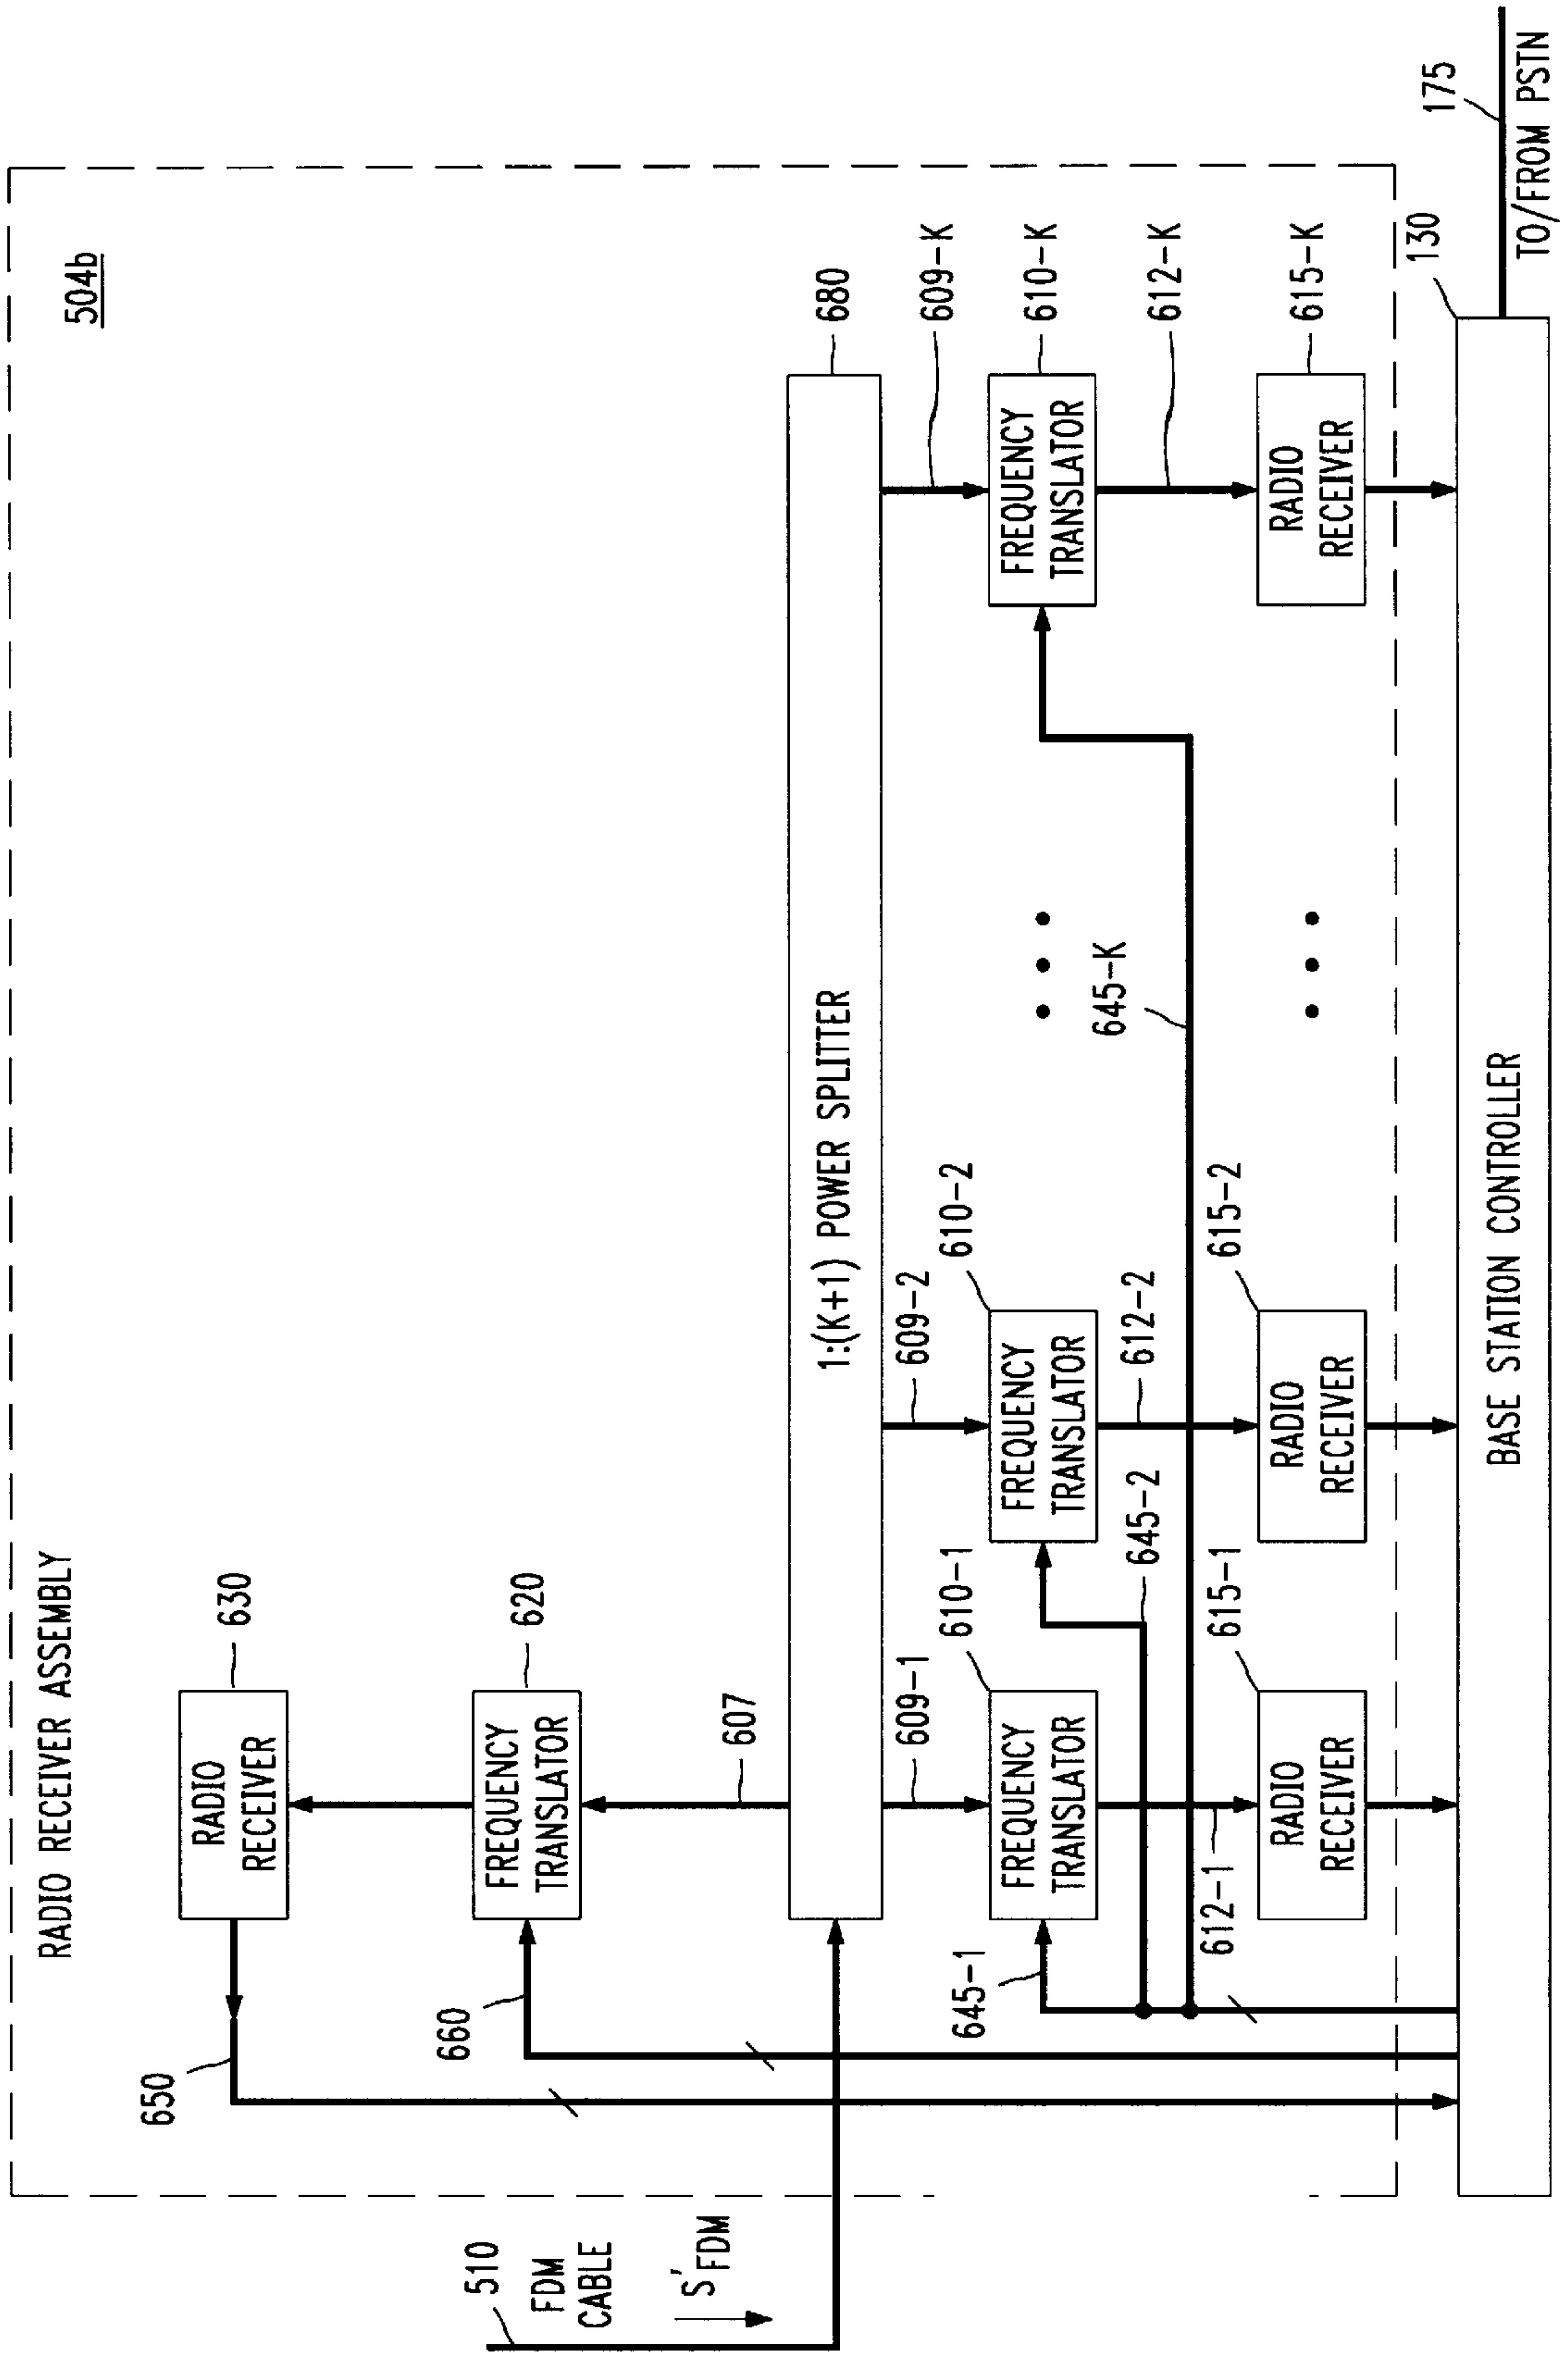 RADIO RECEIVER ASSEMBLY
504b
510
FDM
CABLE
S'FDM
650
660
630
RADIO
RECEIVER
620
FREQUENCY
TRANSLATOR
607
1:(K+1) POWER SPLITTER
680
609-1
609-2
609-K
645-1
FREQUENCY
TRANSLATOR
610-1
FREQUENCY
TRANSLATOR
610-2
FREQUENCY
TRANSLATOR
610-K
645-2
645-K
612-1
612-2
612-K
RADIO
RECEIVER
615-1
RADIO
RECEIVER
615-2
RADIO
RECEIVER
615-K
BASE STATION CONTROLLER
130
175
TO/FROM PSTN